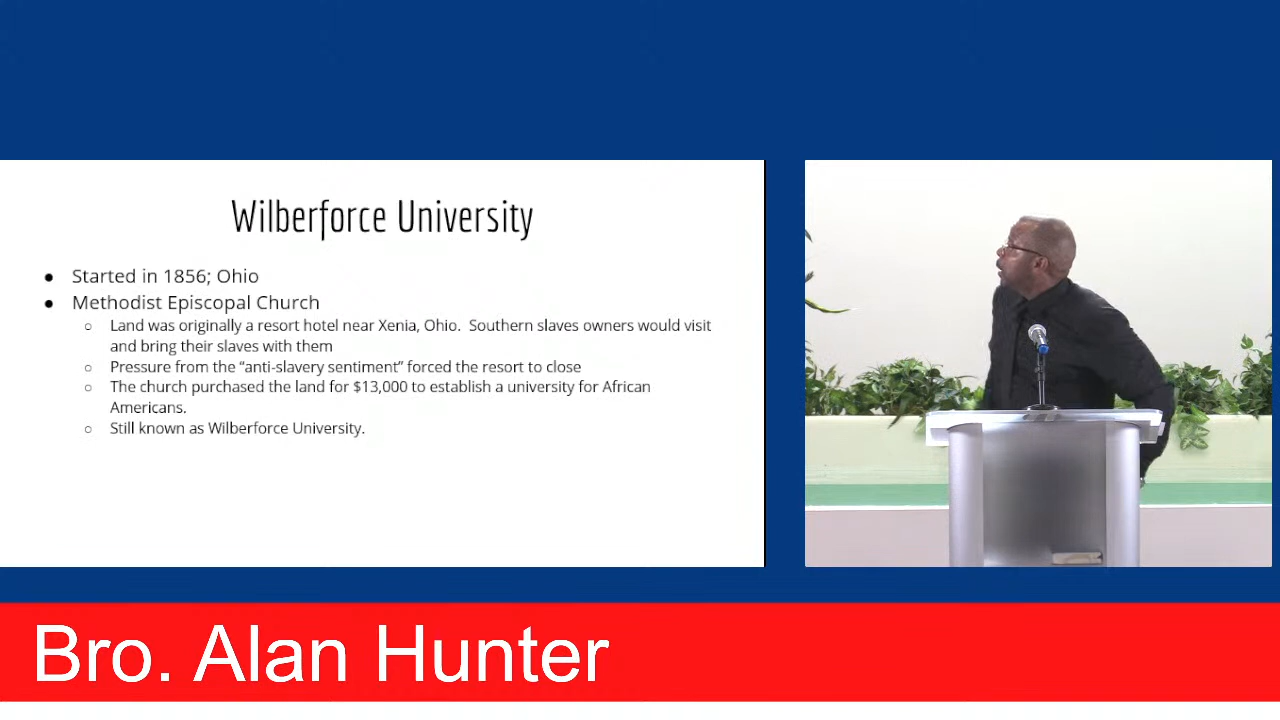 Wilberforce University
● Started in 1856; Ohio
● Methodist Episcopal Church
○ Land was originally a resort hotel near Xenia, Ohio.  Southern slaves owners would visit
and bring their slaves with them
○ Pressure from the “anti-slavery sentiment” forced the resort to close
○ The church purchased the land for $13,000 to establish a university for African
Americans.
○ Still known as Wilberforce University.
Bro. Alan Hunter